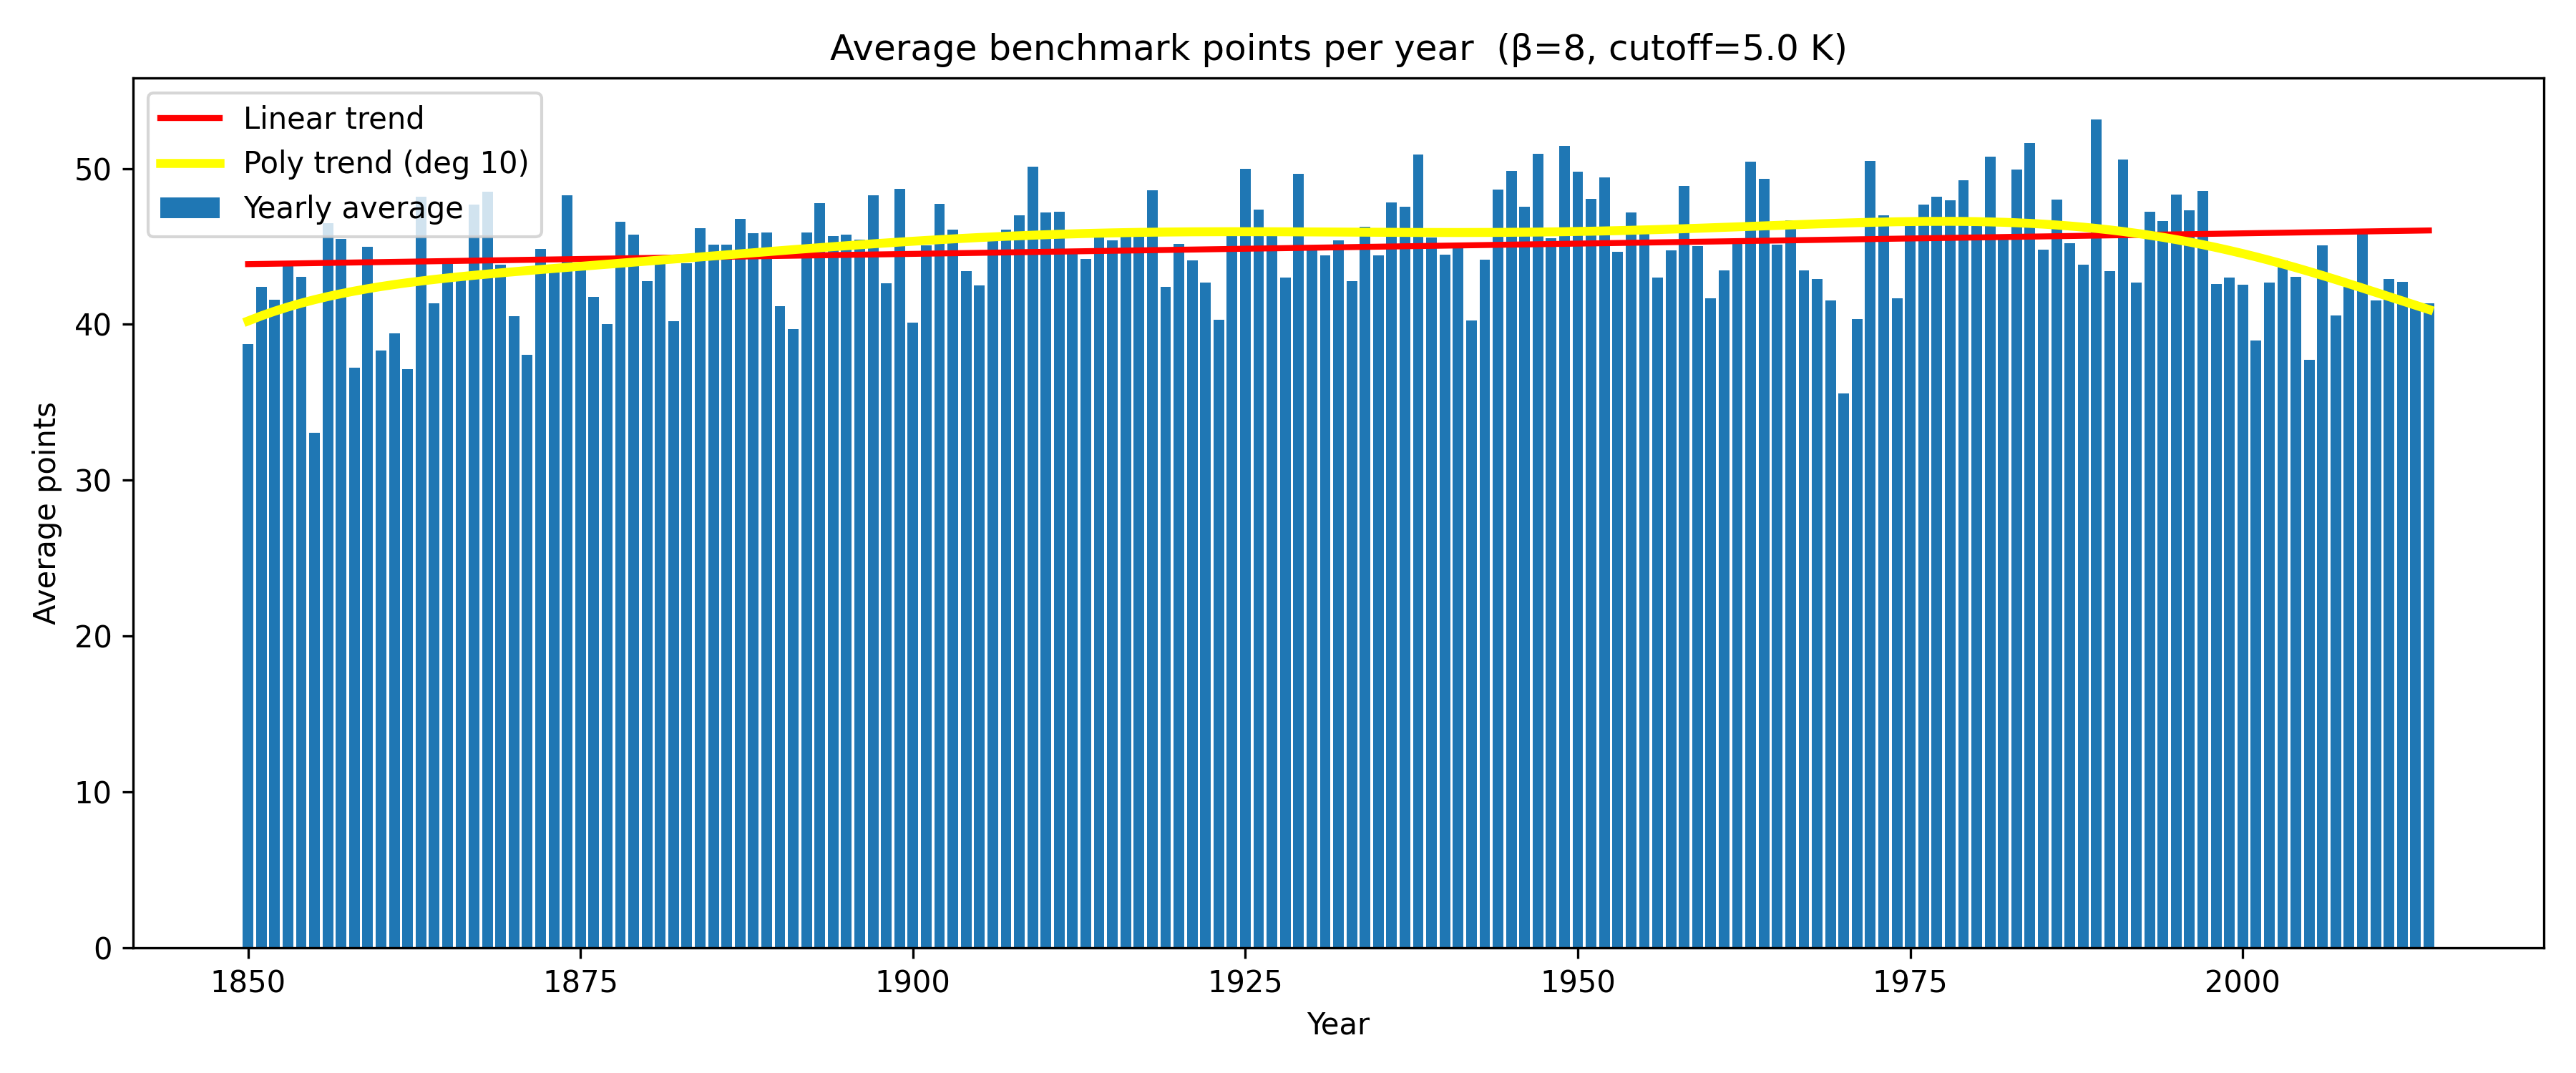 Average benchmark points per year  (β=8, cutoff=5.0 K)
Linear trend
Poly trend (deg 10)
Yearly average
50
40
30
20
10
0
Average points
1850 1875 1900 1925 1950 1975 2000
Year